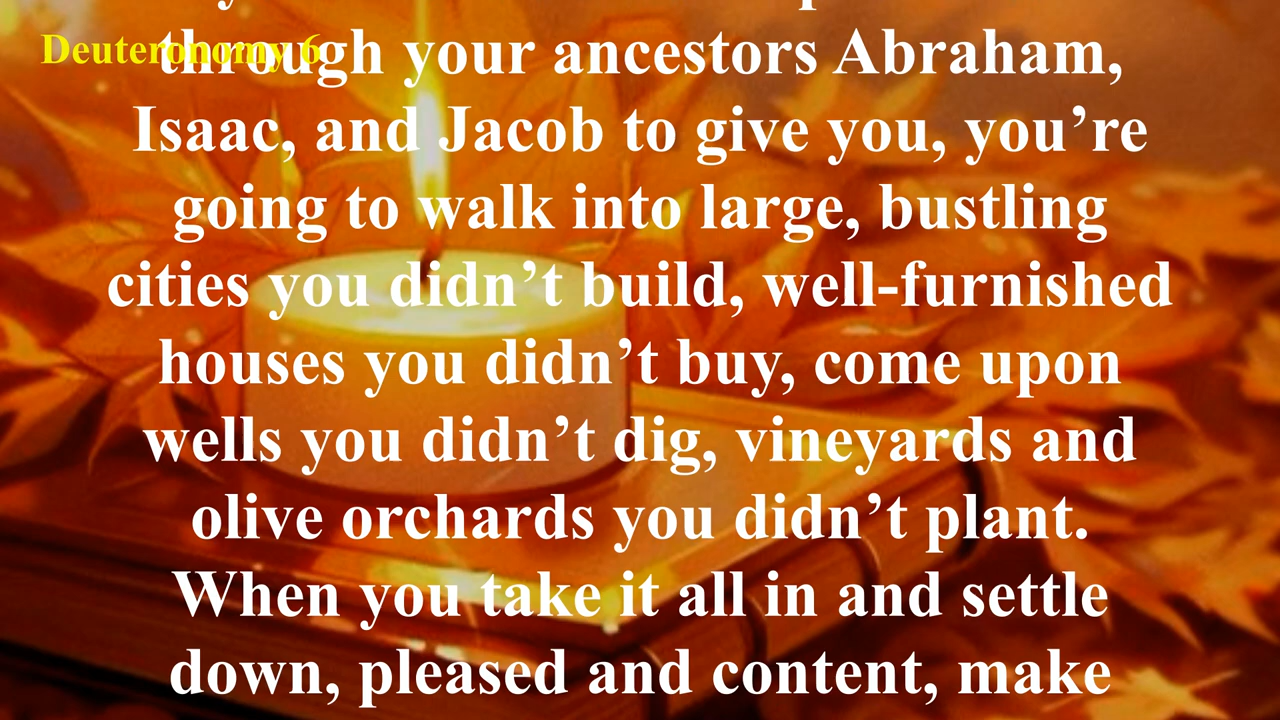 Deuteronomy 6
through your ancestors Abraham,
Isaac, and Jacob to give you, you’re
going to walk into large, bustling
cities you didn’t build, well-furnished
houses you didn’t buy, come upon
wells you didn’t dig, vineyards and
olive orchards you didn’t plant.
When you take it all in and settle
down, pleased and content, make